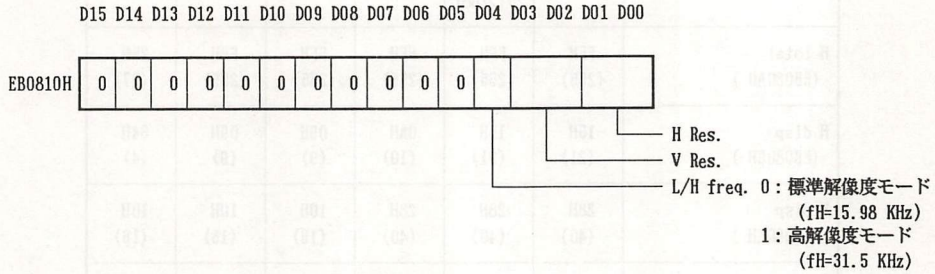 D15 D14 D13 D12 D11 D10 D09 D08 D07 D06 D05 D04 D03 D02 D01 D00
EB0810H 0 0 0 0 0 0 0 0 0 0 0
H Res.
V Res.
L/H freq. 0：標準解像度モード
(fH=15.98 KHz)
1：高解像度モード
(fH=31.5 KHz)